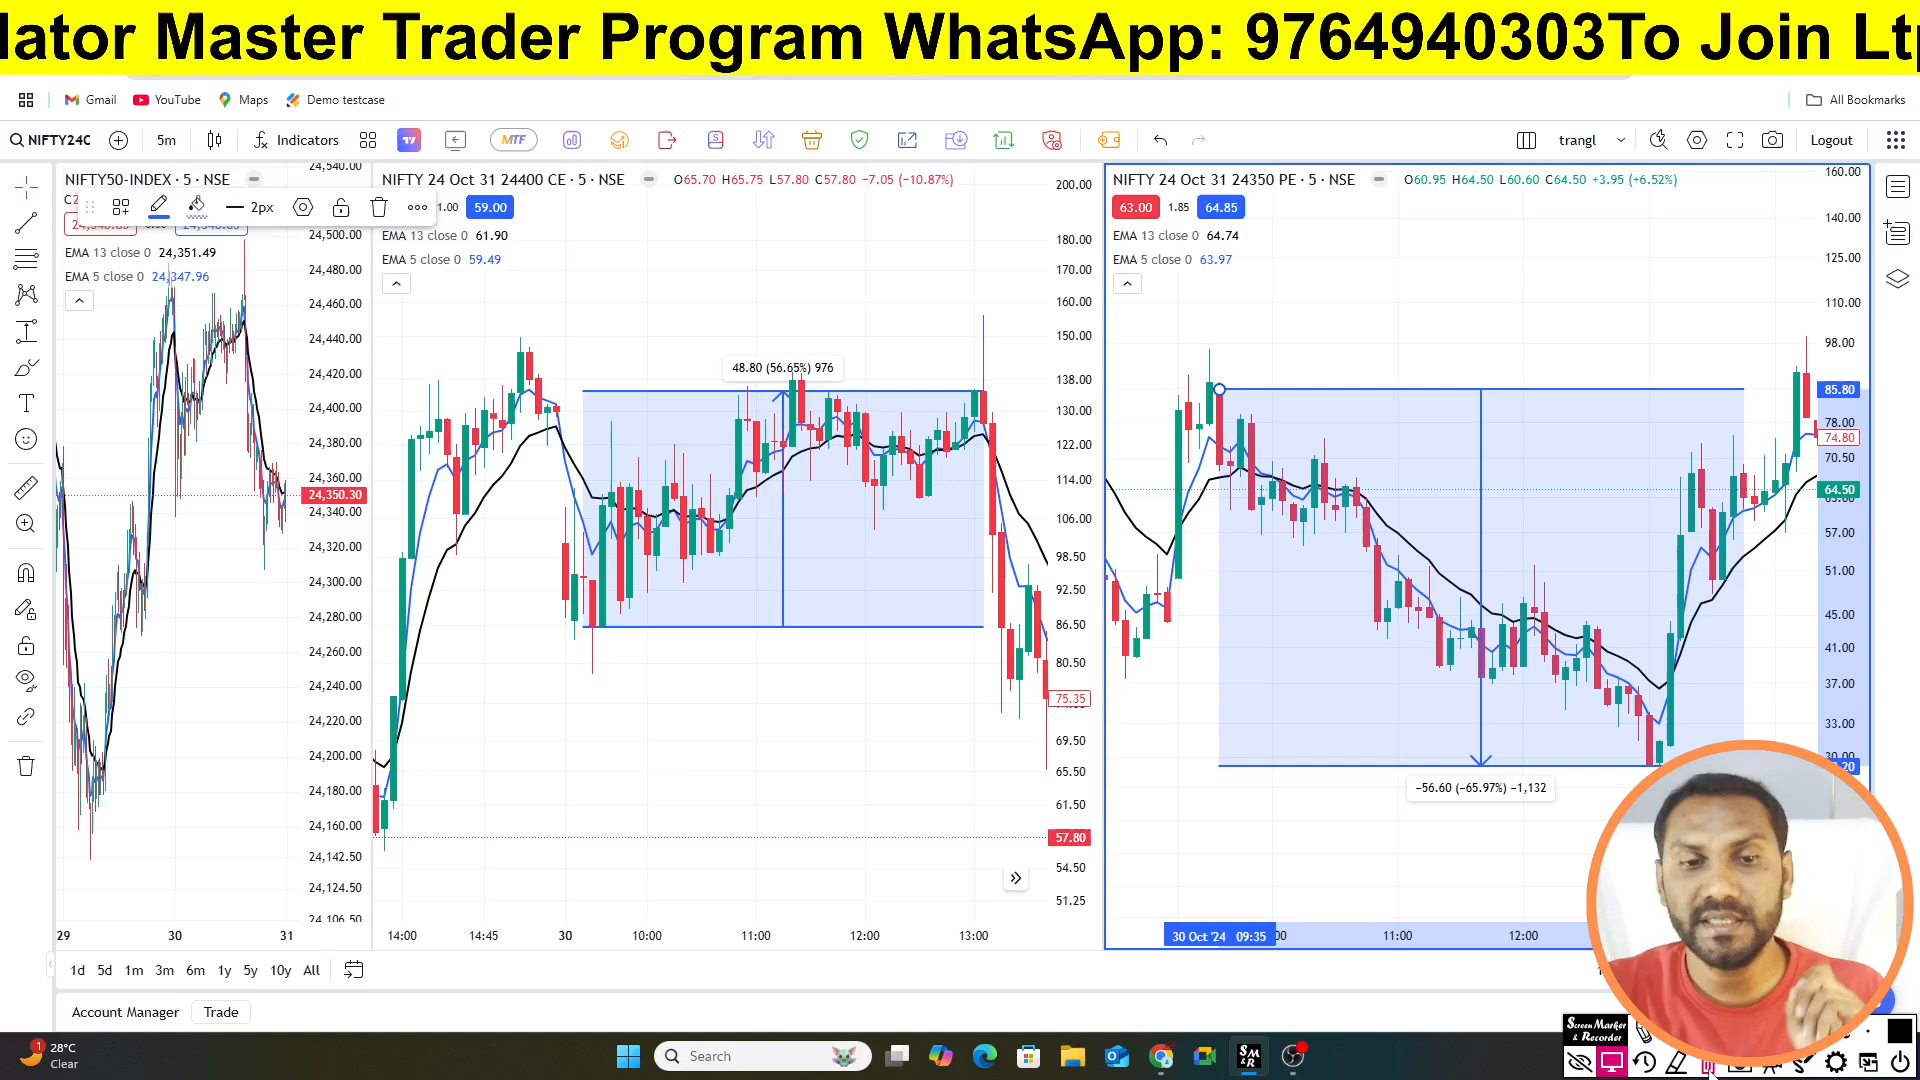 lator Master Trader Program WhatsApp: 9764940303To Join Ltp
Gmail YouTube Maps Demo testcase All Bookmarks
NIFTY24C 5m Indicators MTF trangl Logout
NIFTY50-INDEX · 5 · NSE
2px
EMA 13 close 0 24,351.49
EMA 5 close 0 24,347.96
24,540.00
24,500.00
24,480.00
24,460.00
24,440.00
24,420.00
24,400.00
24,380.00
24,360.00
24,350.30
24,340.00
24,320.00
24,300.00
24,280.00
24,260.00
24,240.00
24,220.00
24,200.00
24,180.00
24,160.00
24,142.50
24,124.50
24,106.50
29 30 31
NIFTY 24 Oct 31 24400 CE · 5 · NSE O65.70 H65.75 L57.80 C57.80 −7.05 (−10.87%)
1.00 59.00
EMA 13 close 0 61.90
EMA 5 close 0 59.49
48.80 (56.65%) 976
200.00
180.00
170.00
160.00
150.00
138.00
130.00
122.00
114.00
106.00
98.50
92.50
86.50
80.50
75.35
69.50
65.50
61.50
57.80
54.50
51.25
14:00 14:45 30 10:00 11:00 12:00 13:00
NIFTY 24 Oct 31 24350 PE · 5 · NSE O60.95 H64.50 L60.60 C64.50 +3.95 (+6.52%)
63.00 1.85 64.85
EMA 13 close 0 64.74
EMA 5 close 0 63.97
−56.60 (−65.97%) −1,132
160.00
140.00
125.00
110.00
98.00
85.80
78.00
74.80
70.50
64.50
57.00
51.00
45.00
41.00
37.00
33.00
30.00
30 Oct '24 09:35 11:00 12:00
1d 5d 1m 3m 6m 1y 5y 10y All
Account Manager Trade
Screen Marker
& Recorder
1
28°C
Clear
Search
SM
&R